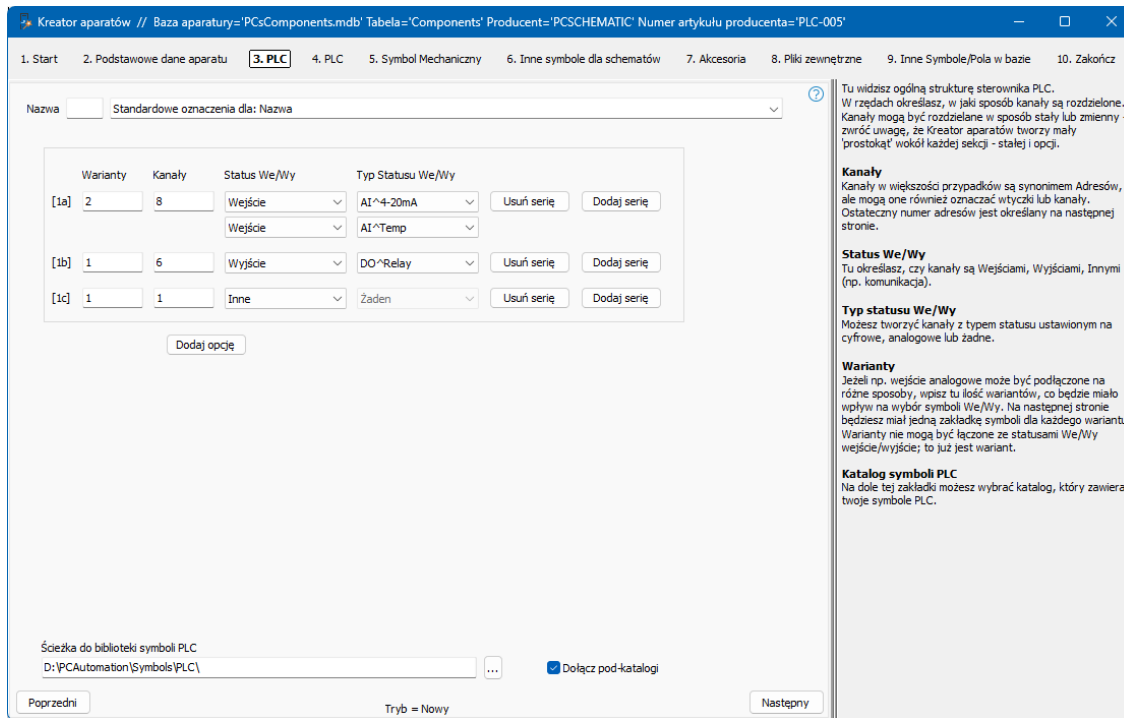 Kreator aparatów // Baza aparatury='PCsComponents.mdb' Tabela='Components' Producent='PCSCHEMATIC' Numer artykułu producenta='PLC-005'
1. Start 2. Podstawowe dane aparatu 3. PLC 4. PLC 5. Symbol Mechaniczny 6. Inne symbole dla schematów 7. Akcesoria 8. Pliki zewnętrzne 9. Inne Symbole/Pola w bazie 10. Zakończ
Nazwa Standardowe oznaczenia dla: Nazwa
Warianty Kanały Status We/Wy Typ Statusu We/Wy
[1a] 2 8 Wejście AI^4-20mA Usuń serię Dodaj serię
Wejście AI^Temp
[1b] 1 6 Wyjście DO^Relay Usuń serię Dodaj serię
[1c] 1 1 Inne Żaden Usuń serię Dodaj serię
Dodaj opcję
Ścieżka do biblioteki symboli PLC
D:\PCAutomation\Symbols\PLC\ ... Dołącz pod-katalogi
Poprzedni Tryb = Nowy Następny
?
Tu widzisz ogólną strukturę sterownika PLC.
W rzędach określasz, w jaki sposób kanały są rozdzielone.
Kanały mogą być rozdzielane w sposób stały lub zmienny -
zwróć uwagę, że Kreator aparatów tworzy mały
'prostokąt' wokół każdej sekcji - stałej i opcji.
Kanały
Kanały w większości przypadków są synonimem Adresów,
ale mogą one również oznaczać wtyczki lub kanały.
Ostateczny numer adresów jest określany na następnej
stronie.
Status We/Wy
Tu określasz, czy kanały są Wejściami, Wyjściami, Innymi
(np. komunikacja).
Typ statusu We/Wy
Możesz tworzyć kanały z typem statusu ustawionym na
cyfrowe, analogowe lub żadne.
Warianty
Jeżeli np. wejście analogowe może być podłączone na
różne sposoby, wpisz tu ilość wariantów, co będzie miało
wpływ na wybór symboli We/Wy. Na następnej stronie
będziesz miał jedną zakładkę symboli dla każdego wariantu
Warianty nie mogą być łączone ze statusami We/Wy
wejście/wyjście; to już jest wariant.
Katalog symboli PLC
Na dole tej zakładki możesz wybrać katalog, który zawiera
twoje symbole PLC.